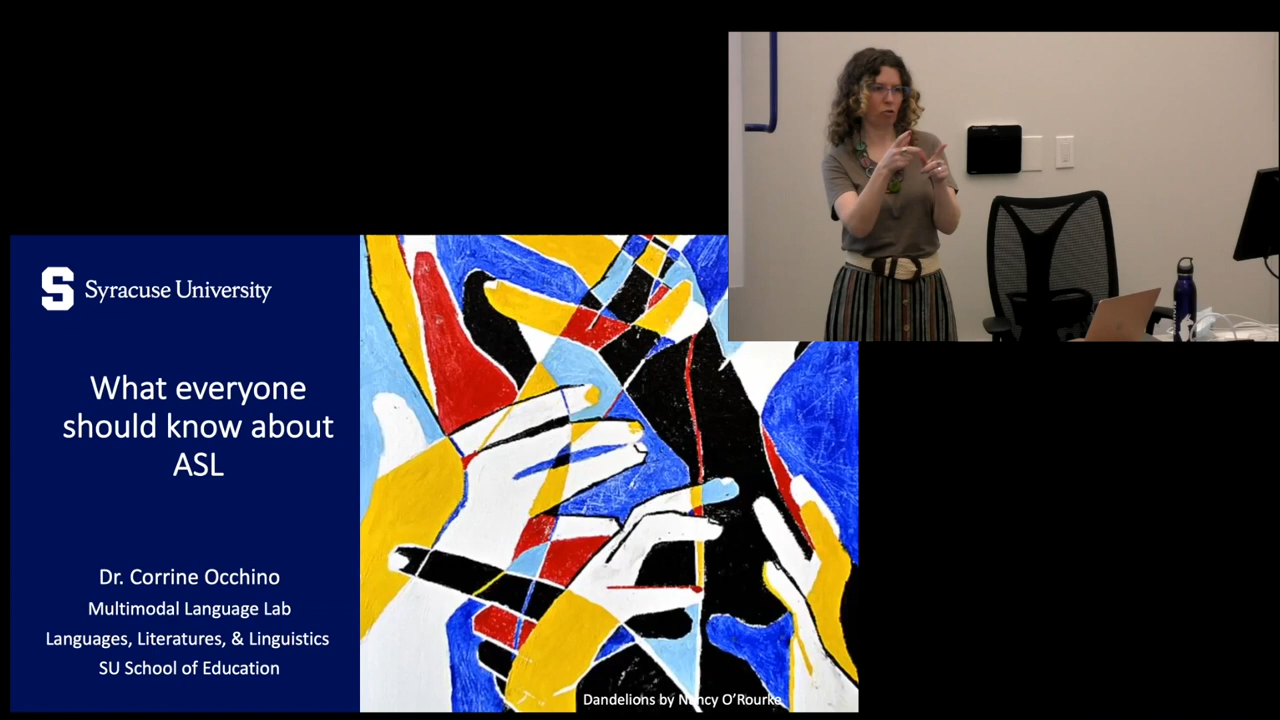 S Syracuse University
What everyone
should know about
ASL
Dr. Corrine Occhino
Multimodal Language Lab
Languages, Literatures, & Linguistics
SU School of Education
Dandelions by Nancy O'Rourke